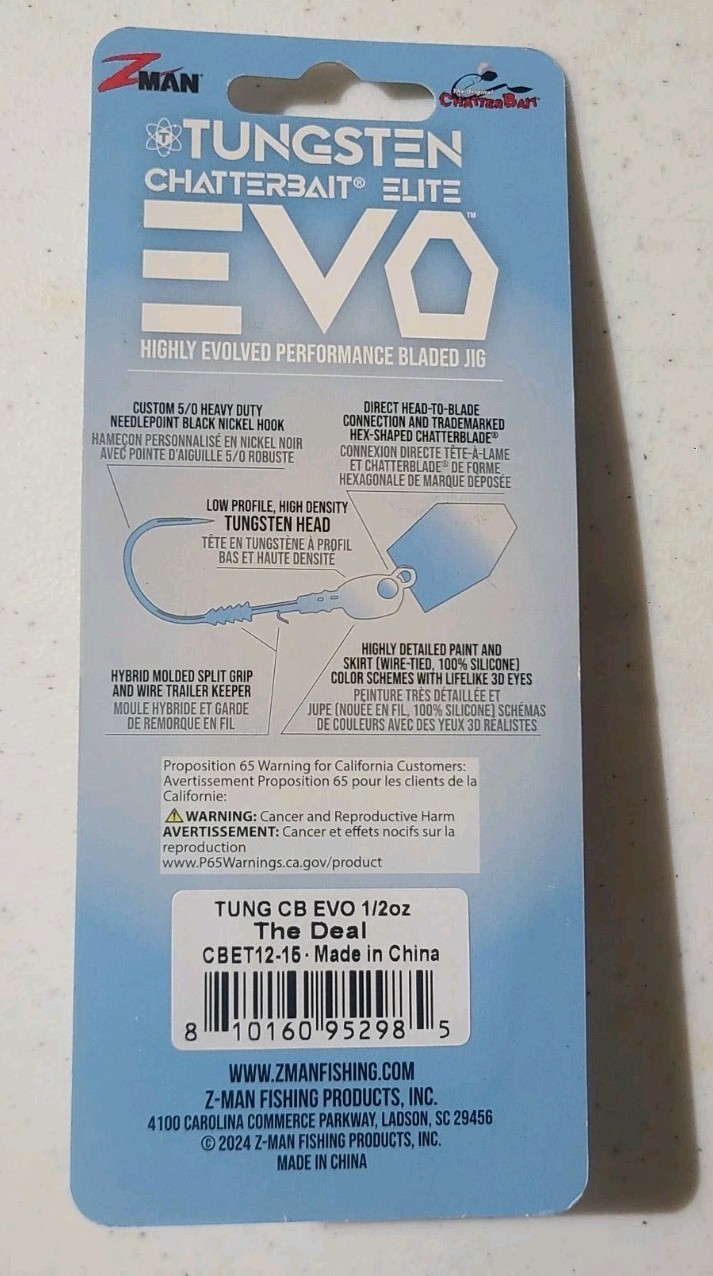 ZMAN
The Original
CHATTERBAIT
T
TUNGSTEN
CHATTERBAIT® ELITE
EVO™
HIGHLY EVOLVED PERFORMANCE BLADED JIG
CUSTOM 5/0 HEAVY DUTY
NEEDLEPOINT BLACK NICKEL HOOK
HAMEÇON PERSONNALISÉ EN NICKEL NOIR
AVEC POINTE D'AIGUILLE 5/0 ROBUSTE
DIRECT HEAD-TO-BLADE
CONNECTION AND TRADEMARKED
HEX-SHAPED CHATTERBLADE®
CONNEXION DIRECTE TÊTE-À-LAME
ET CHATTERBLADE® DE FORME
HEXAGONALE DE MARQUE DÉPOSÉE
LOW PROFILE, HIGH DENSITY
TUNGSTEN HEAD
TÊTE EN TUNGSTÈNE À PROFIL
BAS ET HAUTE DENSITÉ
HYBRID MOLDED SPLIT GRIP
AND WIRE TRAILER KEEPER
MOULE HYBRIDE ET GARDE
DE REMORQUE EN FIL
HIGHLY DETAILED PAINT AND
SKIRT (WIRE-TIED, 100% SILICONE)
COLOR SCHEMES WITH LIFELIKE 3D EYES
PEINTURE TRÈS DÉTAILLÉE ET
JUPE (NOUÉE EN FIL, 100% SILICONE) SCHÉMAS
DE COULEURS AVEC DES YEUX 3D RÉALISTES
Proposition 65 Warning for California Customers:
Avertissement Proposition 65 pour les clients de la
Californie:
WARNING: Cancer and Reproductive Harm
AVERTISSEMENT: Cancer et effets nocifs sur la
reproduction
www.P65Warnings.ca.gov/product
TUNG CB EVO 1/2oz
The Deal
CBET12-15 · Made in China
8 10160 95298 5
WWW.ZMANFISHING.COM
Z-MAN FISHING PRODUCTS, INC.
4100 CAROLINA COMMERCE PARKWAY, LADSON, SC 29456
© 2024 Z-MAN FISHING PRODUCTS, INC.
MADE IN CHINA